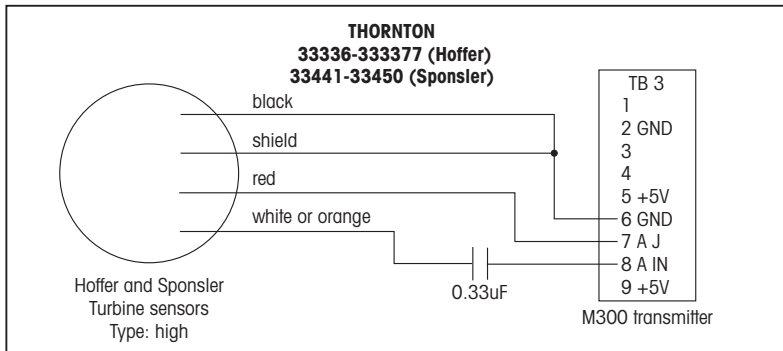 THORNTON
33336-333377 (Hoffer)
33441-33450 (Sponsler)
black
shield
red
white or orange
0.33uF
Hoffer and Sponsler
Turbine sensors
Type: high
TB 3
1
2 GND
3
4
5 +5V
6 GND
7 A J
8 A IN
9 +5V
M300 transmitter